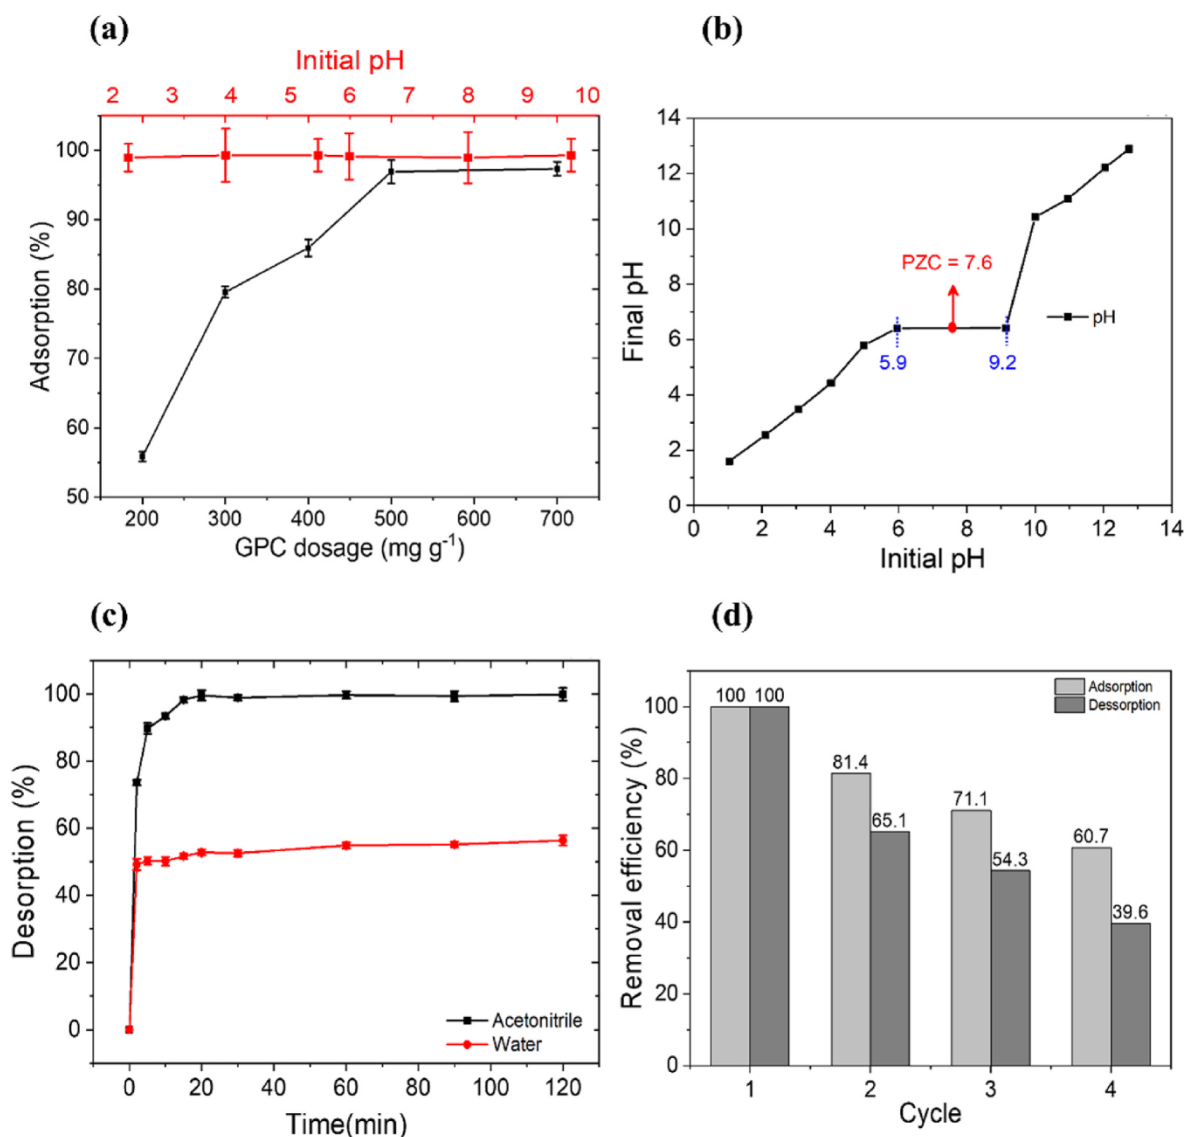 (a)
Initial pH
2 3 4 5 6 7 8 9 10
100
90
80
70
60
50
Adsorption (%)
200 300 400 500 600 700
GPC dosage (mg g⁻¹)
(b)
14
12
10
8
6
4
2
0
Final pH
PZC = 7.6
pH
5.9 9.2
0 2 4 6 8 10 12 14
Initial pH
(c)
100
80
60
40
20
0
Desorption (%)
Acetonitrile
Water
0 20 40 60 80 100 120
Time(min)
(d)
100
80
60
40
20
0
Removal efficiency (%)
Adsorption
Dessorption
100 100
81.4
65.1
71.1
54.3
60.7
39.6
1 2 3 4
Cycle